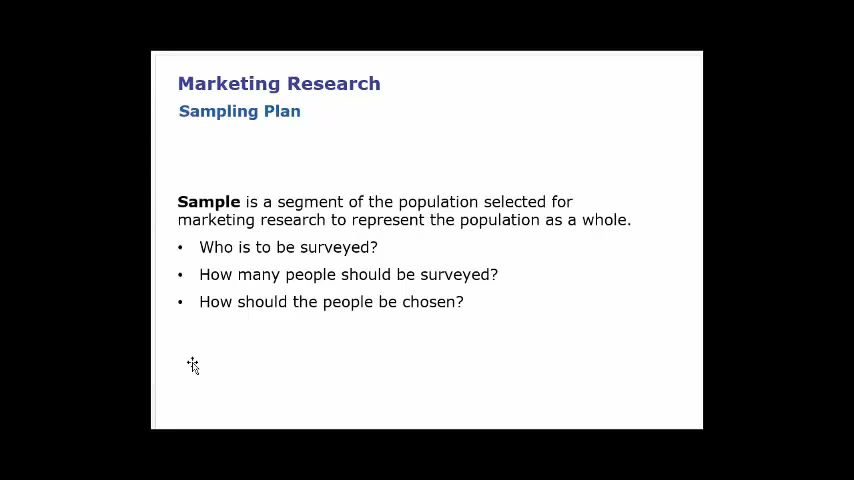 Marketing Research
Sampling Plan
Sample is a segment of the population selected for
marketing research to represent the population as a whole.
• Who is to be surveyed?
• How many people should be surveyed?
• How should the people be chosen?